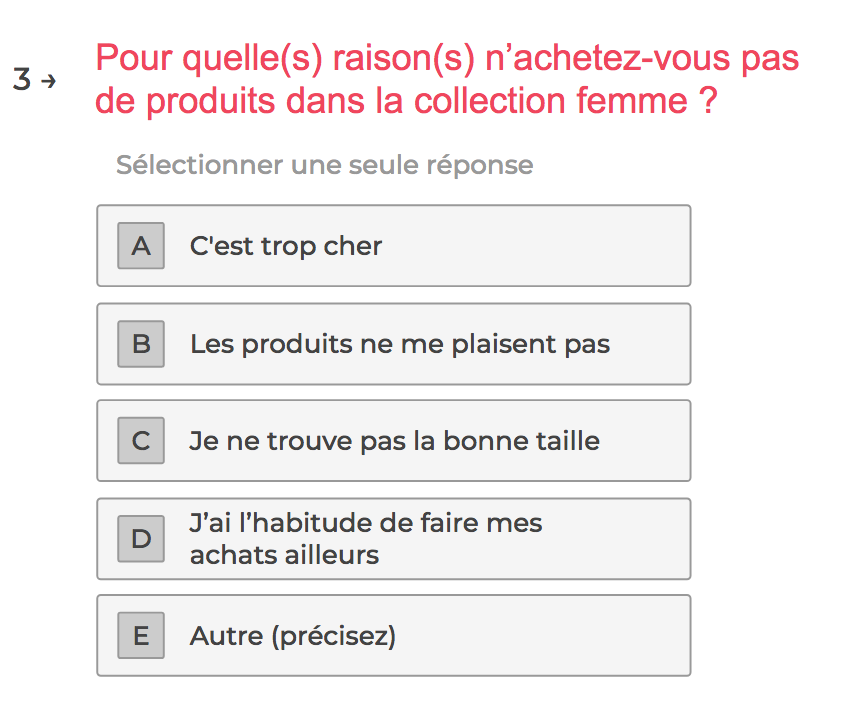 3 →
Pour quelle(s) raison(s) n’achetez-vous pas
de produits dans la collection femme ?
Sélectionner une seule réponse
A C'est trop cher
B Les produits ne me plaisent pas
C Je ne trouve pas la bonne taille
D J’ai l’habitude de faire mes
achats ailleurs
E Autre (précisez)